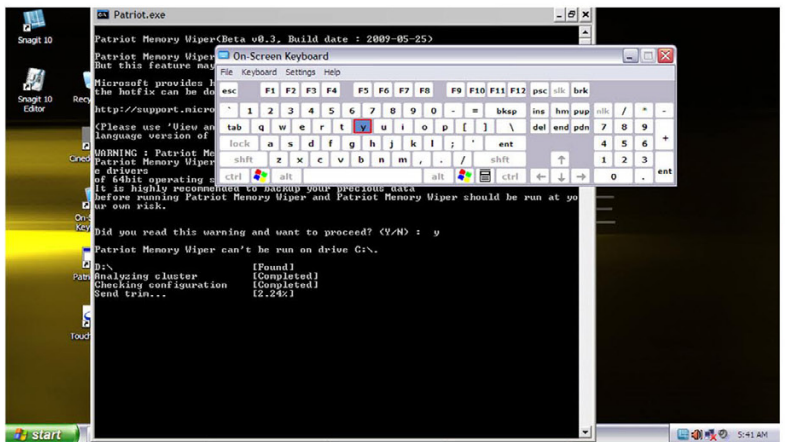 Snagit 10
Snagit 10
Editor
Patriot.exe
Patriot Memory Wiper(Beta v0.3, Build date : 2009-05-25)
Patriot Memory Wiper
But this feature may
Microsoft provides h
the hotfix can be do
http://support.micro
(Please use 'View an
language version of
WARNING : Patriot Me
Patriot Memory Wiper
e drivers
of 64bit operating s
It is highly recommended to backup your precious data
before running Patriot Memory Wiper and Patriot Memory Wiper should be run at yo
ur own risk.
Did you read this warning and want to proceed? (Y/N) : y
Patriot Memory Wiper can't be run on drive C:\.
D:\ [Found]
Analyzing cluster [Completed]
Checking configuration [Completed]
Send trim... [2.24%]
On-Screen Keyboard
File Keyboard Settings Help
esc F1 F2 F3 F4 F5 F6 F7 F8 F9 F10 F11 F12 psc slk brk
` 1 2 3 4 5 6 7 8 9 0 - = bksp ins hm pup nlk / * -
tab q w e r t y u i o p [ ] \ del end pdn 7 8 9 +
lock a s d f g h j k l ; ' ent 4 5 6
shft z x c v b n m , . / shft ↑ 1 2 3 ent
ctrl alt alt ctrl ← ↓ → 0 .
start
5:41 AM